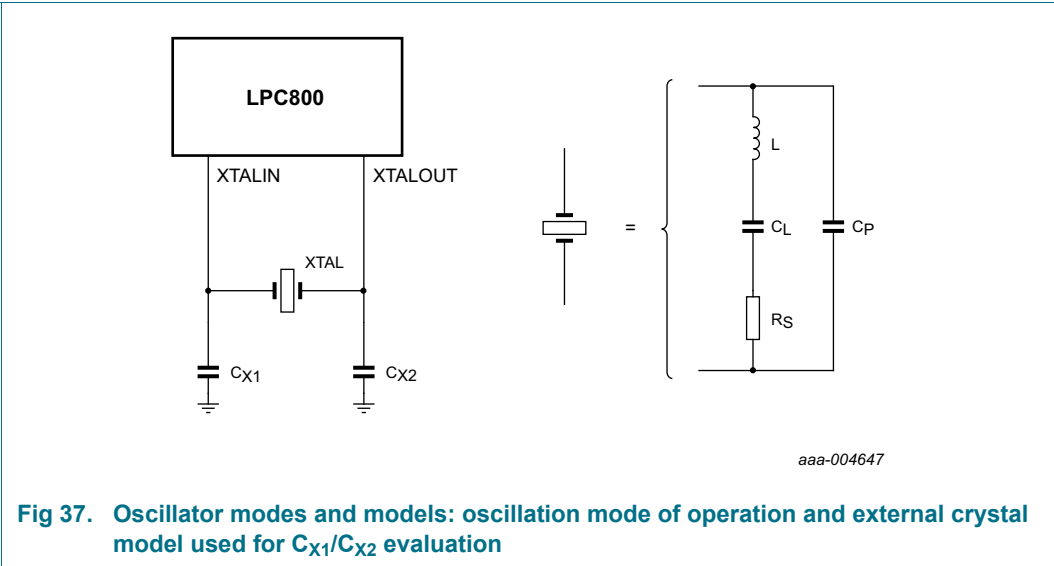 LPC800
XTALIN
XTALOUT
XTAL
CX1
CX2
=
L
CL
CP
RS
aaa-004647
Fig 37. Oscillator modes and models: oscillation mode of operation and external crystal
model used for CX1/CX2 evaluation